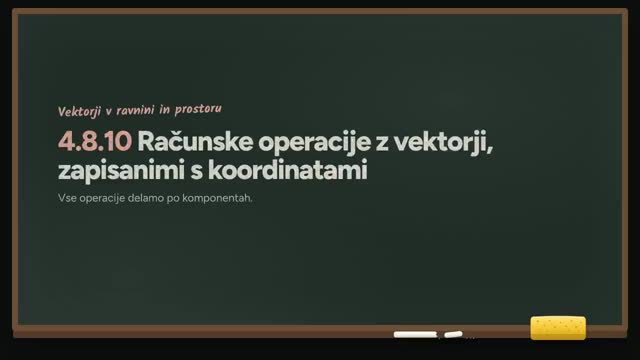 Vektorji v ravnini in prostoru
4.8.10 Računske operacije z vektorji,
zapisanimi s koordinatami
Vse operacije delamo po komponentah.